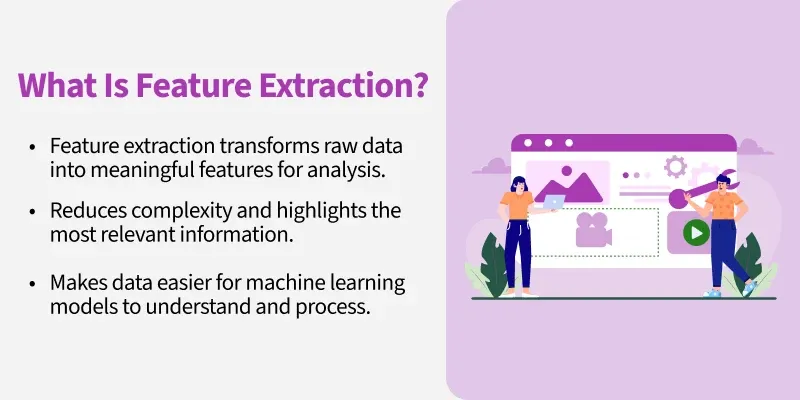 What Is Feature Extraction?
• Feature extraction transforms raw data
into meaningful features for analysis.
• Reduces complexity and highlights the
most relevant information.
• Makes data easier for machine learning
models to understand and process.